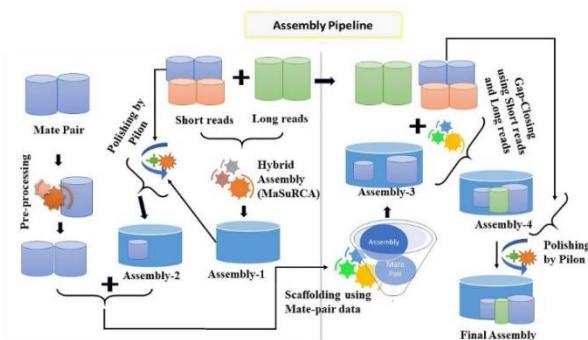 Assembly Pipeline
Mate Pair
Pre-processing
Polishing by
Pilon
Short reads
Long reads
Hybrid
Assembly
(MaSuRCA)
Assembly-2
Assembly-1
Scaffolding using
Mate-pair data
Assembly
Mate
Pair
Assembly-3
Gap-Closing
using Short reads
and Long reads
Assembly-4
Polishing
by Pilon
Final Assembly